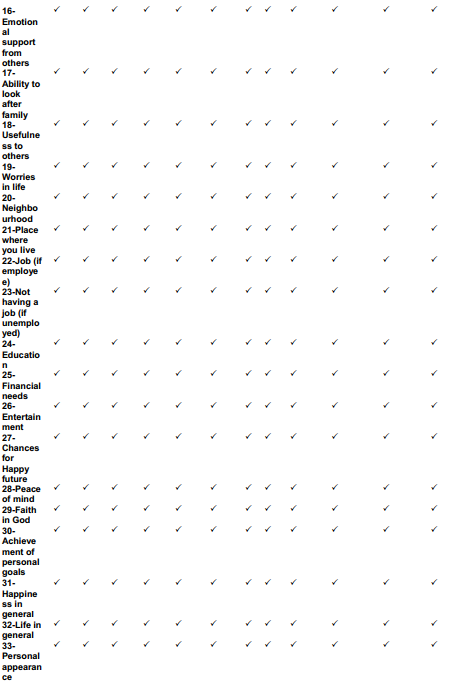 16- ✓ ✓ ✓ ✓ ✓ ✓ ✓ ✓ ✓ ✓ ✓ ✓
Emotion
al
support
from
others
17- ✓ ✓ ✓ ✓ ✓ ✓ ✓ ✓ ✓ ✓ ✓ ✓
Ability to
look
after
family
18- ✓ ✓ ✓ ✓ ✓ ✓ ✓ ✓ ✓ ✓ ✓ ✓
Usefulne
ss to
others
19- ✓ ✓ ✓ ✓ ✓ ✓ ✓ ✓ ✓ ✓ ✓ ✓
Worries
in life
20- ✓ ✓ ✓ ✓ ✓ ✓ ✓ ✓ ✓ ✓ ✓ ✓
Neighbo
urhood
21-Place ✓ ✓ ✓ ✓ ✓ ✓ ✓ ✓ ✓ ✓ ✓ ✓
where
you live
22-Job (if ✓ ✓ ✓ ✓ ✓ ✓ ✓ ✓ ✓ ✓ ✓ ✓
employe
e)
23-Not ✓ ✓ ✓ ✓ ✓ ✓ ✓ ✓ ✓ ✓ ✓ ✓
having a
job (if
unemplo
yed)
24- ✓ ✓ ✓ ✓ ✓ ✓ ✓ ✓ ✓ ✓ ✓ ✓
Educatio
n
25- ✓ ✓ ✓ ✓ ✓ ✓ ✓ ✓ ✓ ✓ ✓ ✓
Financial
needs
26- ✓ ✓ ✓ ✓ ✓ ✓ ✓ ✓ ✓ ✓ ✓ ✓
Entertain
ment
27- ✓ ✓ ✓ ✓ ✓ ✓ ✓ ✓ ✓ ✓ ✓ ✓
Chances
for
Happy
future
28-Peace ✓ ✓ ✓ ✓ ✓ ✓ ✓ ✓ ✓ ✓ ✓ ✓
of mind
29-Faith ✓ ✓ ✓ ✓ ✓ ✓ ✓ ✓ ✓ ✓ ✓ ✓
in God
30- ✓ ✓ ✓ ✓ ✓ ✓ ✓ ✓ ✓ ✓ ✓ ✓
Achieve
ment of
personal
goals
31- ✓ ✓ ✓ ✓ ✓ ✓ ✓ ✓ ✓ ✓ ✓ ✓
Happine
ss in
general
32-Life in ✓ ✓ ✓ ✓ ✓ ✓ ✓ ✓ ✓ ✓ ✓ ✓
general
33- ✓ ✓ ✓ ✓ ✓ ✓ ✓ ✓ ✓ ✓ ✓ ✓
Personal
appearan
ce